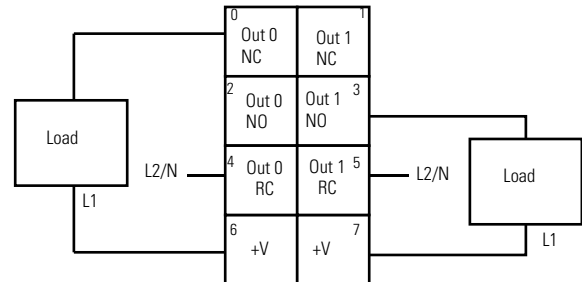 0
Out 0
NC
1
Out 1
NC
2
Out 0
NO
Out 1 3
NO
Load
L1
L2/N
4
Out 0
RC
Out 1 5
RC
L2/N
Load
L1
6
+V
7
+V